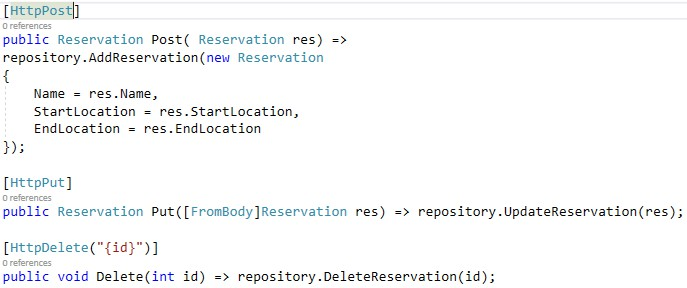 [HttpPost]
0 references
public Reservation Post( Reservation res) =>
repository.AddReservation(new Reservation
{
    Name = res.Name,
    StartLocation = res.StartLocation,
    EndLocation = res.EndLocation
});
[HttpPut]
0 references
public Reservation Put([FromBody]Reservation res) => repository.UpdateReservation(res);
[HttpDelete("{id}")]
0 references
public void Delete(int id) => repository.DeleteReservation(id);